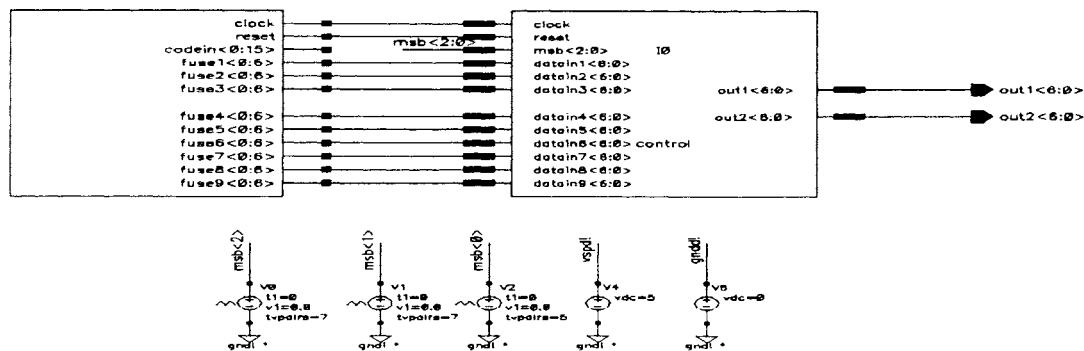 clock
reset
codein<0:15>
fuse1<0:6>
fuse2<0:6>
fuse3<0:6>
fuse4<0:6>
fuse5<0:6>
fuse6<0:6>
fuse7<0:6>
fuse8<0:6>
fuse9<0:6>
msb<2:0>
clock
reset
msb<2:0> I0
datain1<6:0>
datain2<6:0>
datain3<6:0>
datain4<6:0>
datain5<6:0>
datain6<6:0> control
datain7<6:0>
datain8<6:0>
datain9<6:0>
out1<6:0>
out2<6:0>
out1<6:0>
out2<6:0>
msb<2>
V0
t1=0
v1=0.0
tvpairs=7
gnd! *
msb<1>
V1
t1=0
v1=0.0
tvpairs=7
gnd! *
msb<0>
V2
t1=0
v1=0.0
gnd! *
vspd!
V4
vdc=5
gnd! *
gndd!
vdc=0
gnd! *